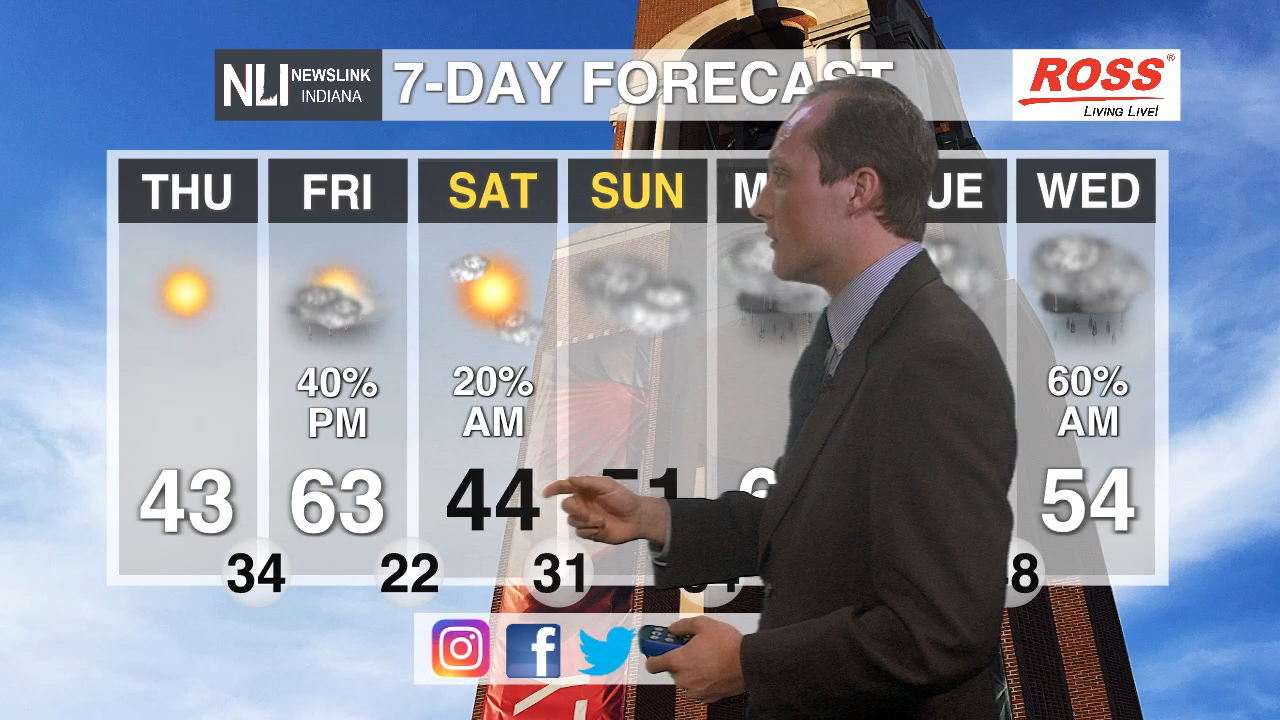 NLI NEWSLINK INDIANA
7-DAY FORECAST
ROSS®
LIVING LIVE!
THU FRI SAT SUN WED
40% PM
20% AM
60% AM
43 63 44 51 54
34 22 31